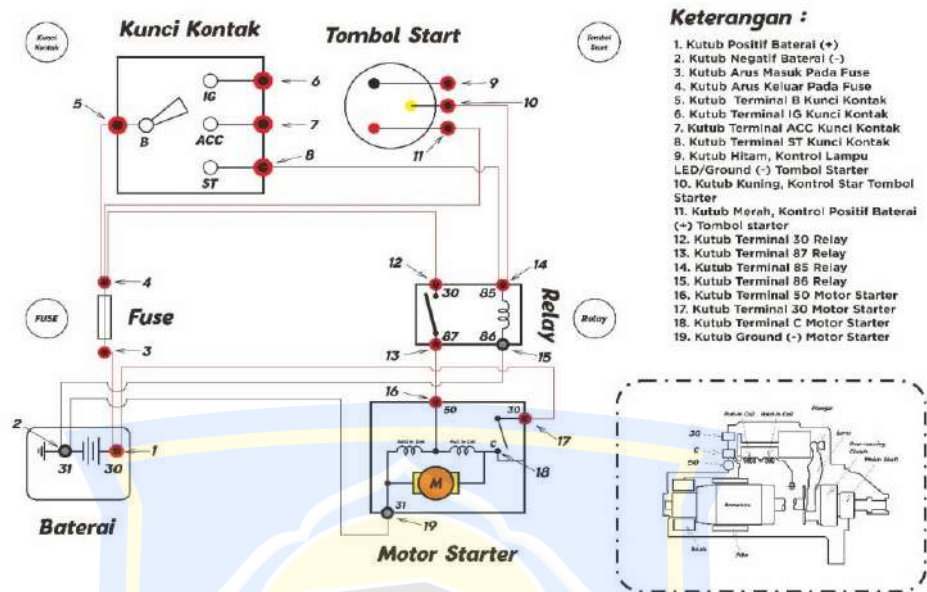 Kunci Kontak
Tombol Start
Kunci
Kontak
Tombol
Start
IG
ACC
ST
B
5
6
7
8
9
10
11
Keterangan :
1. Kutub Positif Baterai (+)
2. Kutub Negatif Baterai (-)
3. Kutub Arus Masuk Pada Fuse
4. Kutub Arus Keluar Pada Fuse
5. Kutub Terminal B Kunci Kontak
6. Kutub Terminal IG Kunci Kontak
7. Kutub Terminal ACC Kunci Kontak
8. Kutub Terminal ST Kunci Kontak
9. Kutub Hitam, Kontrol Lampu
LED/Ground (-) Tombol Starter
10. Kutub Kuning, Kontrol Star Tombol
Starter
11. Kutub Merah, Kontrol Positif Baterai
(+) Tombol starter
12. Kutub Terminal 30 Relay
13. Kutub Terminal 87 Relay
14. Kutub Terminal 85 Relay
15. Kutub Terminal 86 Relay
16. Kutub Terminal 50 Motor Starter
17. Kutub Terminal 30 Motor Starter
18. Kutub Terminal C Motor Starter
19. Kutub Ground (-) Motor Starter
4
3
FUSE
Fuse
12
14
30
85
87
86
13
15
Relay
Relay
2
31
30
1
Baterai
16
50
30
17
Pull in Coil
C
18
M
31
19
Motor Starter
30
C
50
Plunger
Clutch
Armature